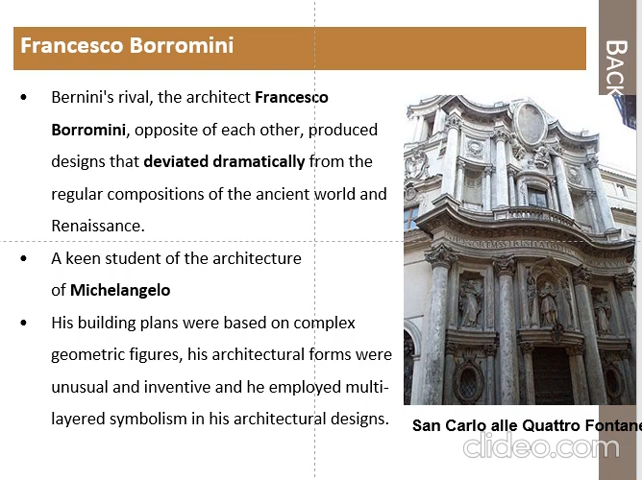 Francesco Borromini
BACK
• Bernini's rival, the architect Francesco
Borromini, opposite of each other, produced
designs that deviated dramatically from the
regular compositions of the ancient world and
Renaissance.
• A keen student of the architecture
of Michelangelo
• His building plans were based on complex
geometric figures, his architectural forms were
unusual and inventive and he employed multi-
layered symbolism in his architectural designs.
San Carlo alle Quattro Fontane
clideo.com